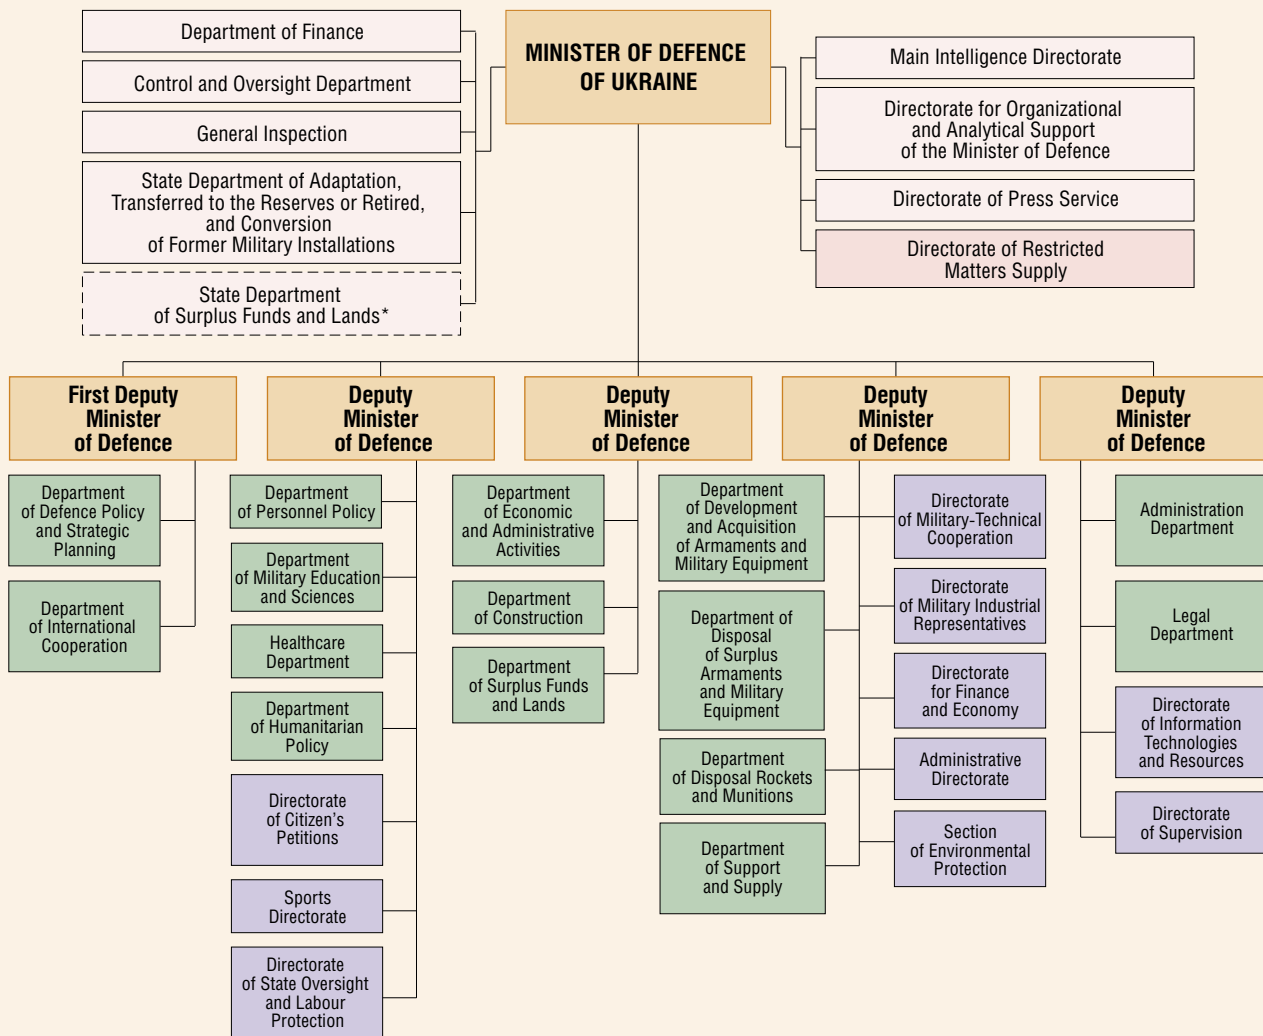 Department of Finance
Control and Oversight Department
General Inspection
State Department of Adaptation,
Transferred to the Reserves or Retired,
and Conversion
of Former Military Installations
State Department
of Surplus Funds and Lands*
MINISTER OF DEFENCE
OF UKRAINE
Main Intelligence Directorate
Directorate for Organizational
and Analytical Support
of the Minister of Defence
Directorate of Press Service
Directorate of Restricted
Matters Supply
First Deputy
Minister
of Defence
Department
of Defence Policy
and Strategic
Planning
Department
of International
Cooperation
Deputy
Minister
of Defence
Department
of Personnel Policy
Department
of Military Education
and Sciences
Healthcare
Department
Department
of Humanitarian
Policy
Directorate
of Citizen's
Petitions
Sports
Directorate
Directorate
of State Oversight
and Labour
Protection
Deputy
Minister
of Defence
Department
of Economic
and Administrative
Activities
Department
of Construction
Department
of Surplus Funds
and Lands
Deputy
Minister
of Defence
Department
of Development
and Acquisition
of Armaments and
Military Equipment
Department of
Disposal
of Surplus
Armaments
and Military
Equipment
Department
of Disposal Rockets
and Munitions
Department
of Support
and Supply
Directorate
of Military-Technical
Cooperation
Directorate
of Military Industrial
Representatives
Directorate
for Finance
and Economy
Administrative
Directorate
Section
of Environmental
Protection
Deputy
Minister
of Defence
Administration
Department
Legal
Department
Directorate
of Information
Technologies
and Resources
Directorate
of Supervision